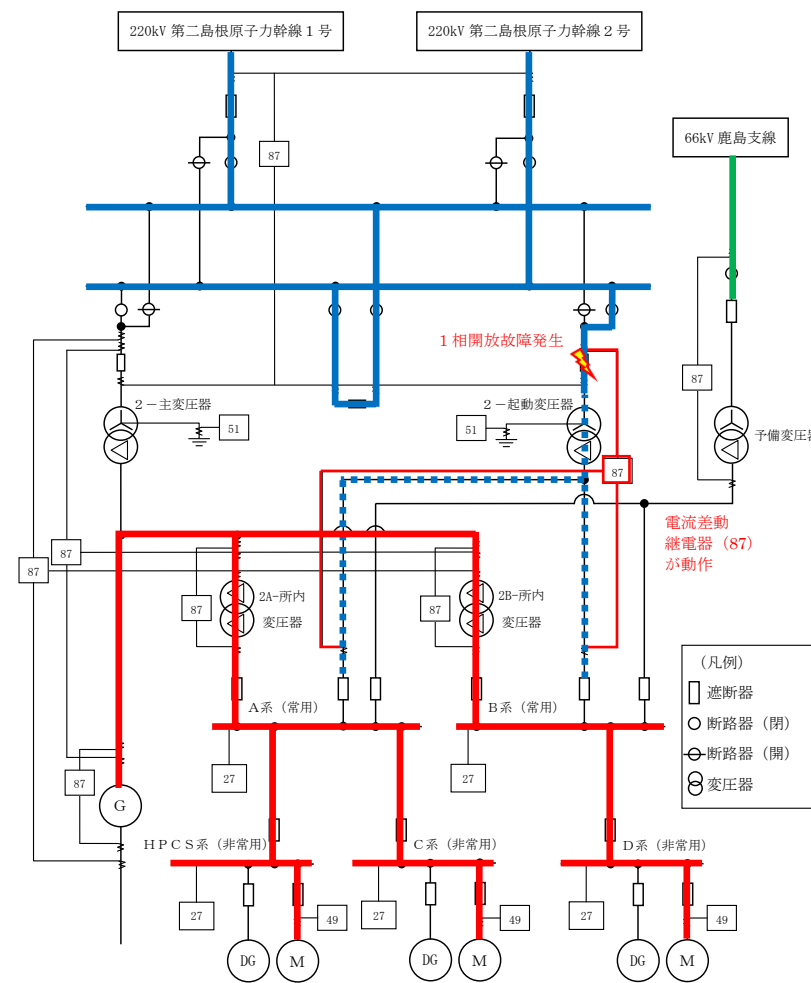 220kV 第二島根原子力幹線１号
220kV 第二島根原子力幹線２号
66kV 鹿島支線
87
１相開放故障発生
87
２－主変圧器
51
２－起動変圧器
51
予備変圧器
87
電流差動
継電器（87）
が動作
87
87
87
2A-所内
変圧器
87
2B-所内
変圧器
（凡例）
遮断器
断路器（閉）
断路器（開）
変圧器
A系（常用）
B系（常用）
27
27
87
G
ＨＰＣＳ系（非常用）
C系（非常用）
D系（非常用）
27
49
27
49
27
49
DG
M
DG
M
DG
M